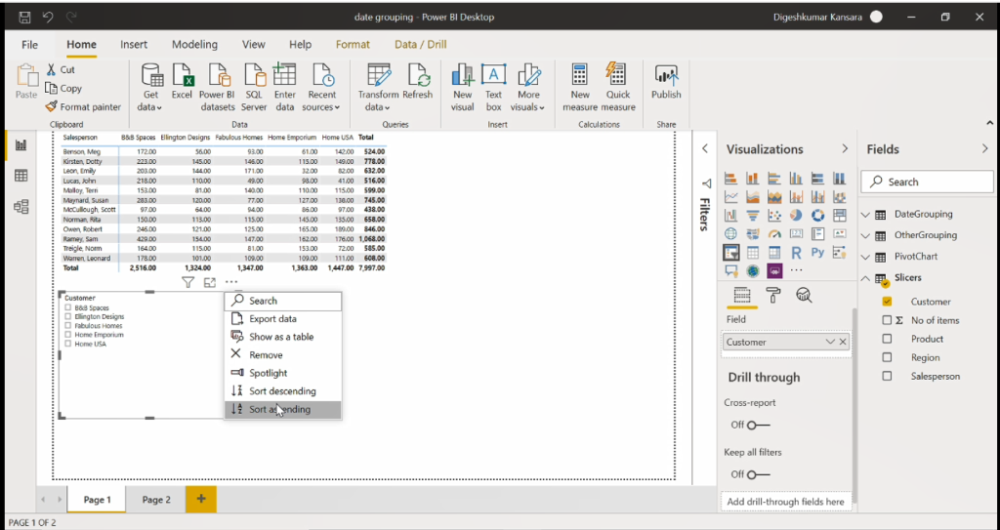 date grouping - Power BI Desktop
Digeshkumar Kansara
File Home Insert Modeling View Help Format Data / Drill
Paste
Cut
Copy
Format painter
Clipboard
Get data
Excel
Power BI datasets
SQL Server
Enter data
Recent sources
Data
Transform data
Refresh
Queries
New visual
Text box
More visuals
Insert
New measure
Quick measure
Calculations
Publish
Share
Salesperson B&B Spaces Ellington Designs Fabulous Homes Home Emporium Home USA Total
Benson, Meg 172.00 56.00 93.00 61.00 142.00 524.00
Kirsten, Dotty 223.00 145.00 146.00 115.00 149.00 778.00
Leon, Emily 203.00 144.00 171.00 32.00 82.00 632.00
Lucas, John 218.00 110.00 49.00 98.00 41.00 516.00
Malloy, Terri 153.00 81.00 140.00 110.00 115.00 599.00
Maynard, Susan 283.00 120.00 77.00 127.00 138.00 745.00
McCullough, Scott 97.00 64.00 94.00 86.00 97.00 438.00
Norman, Rita 150.00 113.00 115.00 145.00 135.00 658.00
Owen, Robert 246.00 121.00 125.00 165.00 189.00 846.00
Ramey, Sam 429.00 154.00 147.00 162.00 176.00 1,068.00
Treigle, Norm 164.00 115.00 81.00 153.00 72.00 585.00
Warren, Leonard 178.00 101.00 109.00 109.00 111.00 608.00
Total 2,516.00 1,324.00 1,347.00 1,363.00 1,447.00 7,997.00
Customer
B&B Spaces
Ellington Designs
Fabulous Homes
Home Emporium
Home USA
Search
Export data
Show as a table
Remove
Spotlight
Sort descending
Sort ascending
Filters
Visualizations
R Py
Field
Customer
Drill through
Cross-report
Off
Keep all filters
Off
Add drill-through fields here
Fields
Search
DateGrouping
OtherGrouping
PivotChart
Slicers
Customer
No of items
Product
Region
Salesperson
Page 1 Page 2
PAGE 1 OF 2